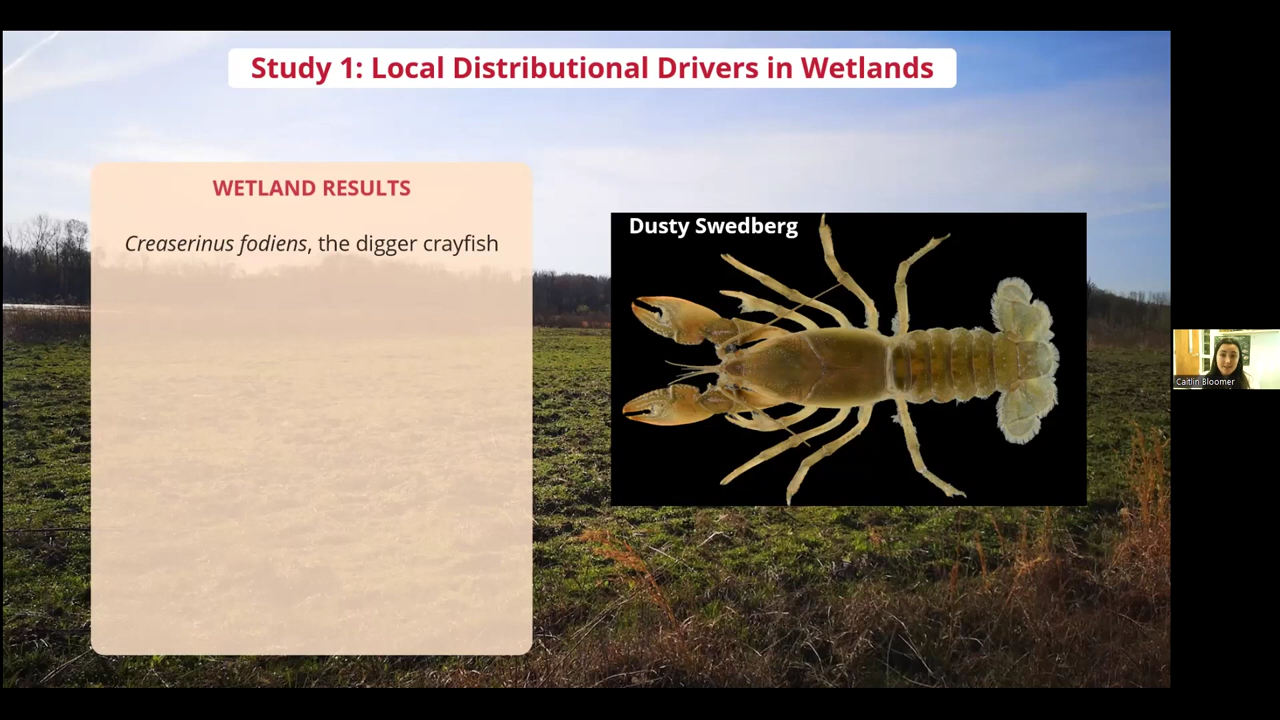 Study 1: Local Distributional Drivers in Wetlands
WETLAND RESULTS
Creaserinus fodiens, the digger crayfish
Dusty Swedberg
Caitlin Bloomer